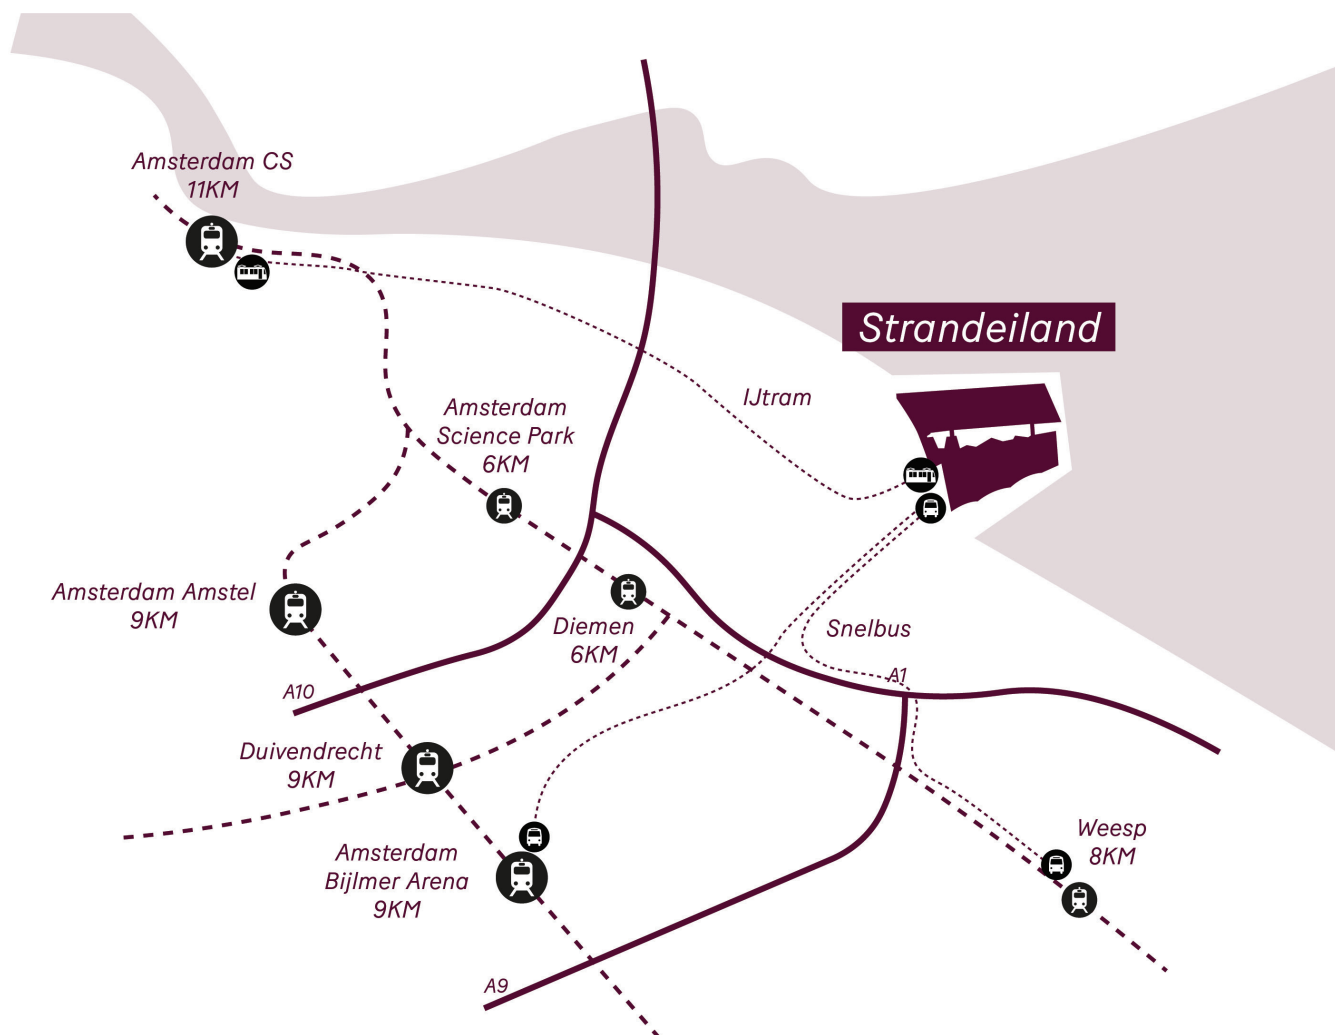 Amsterdam CS
11KM
Strandeiland
IJtram
Amsterdam
Science Park
6KM
Amsterdam Amstel
9KM
Diemen
6KM
Snelbus
A1
A10
Duivendrecht
9KM
Amsterdam
Bijlmer Arena
9KM
Weesp
8KM
A9